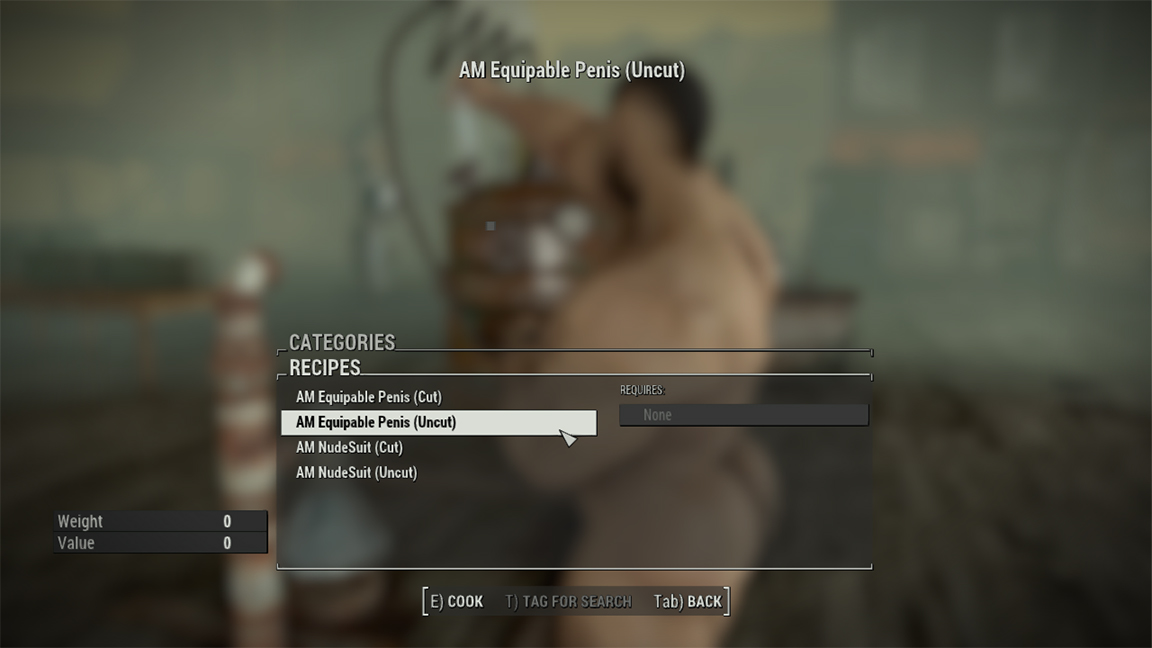 AM Equipable Penis (Uncut)
CATEGORIES
RECIPES
AM Equipable Penis (Cut)
AM Equipable Penis (Uncut)
AM NudeSuit (Cut)
AM NudeSuit (Uncut)
REQUIRES:
None
Weight 0
Value 0
E) COOK T) TAG FOR SEARCH Tab) BACK